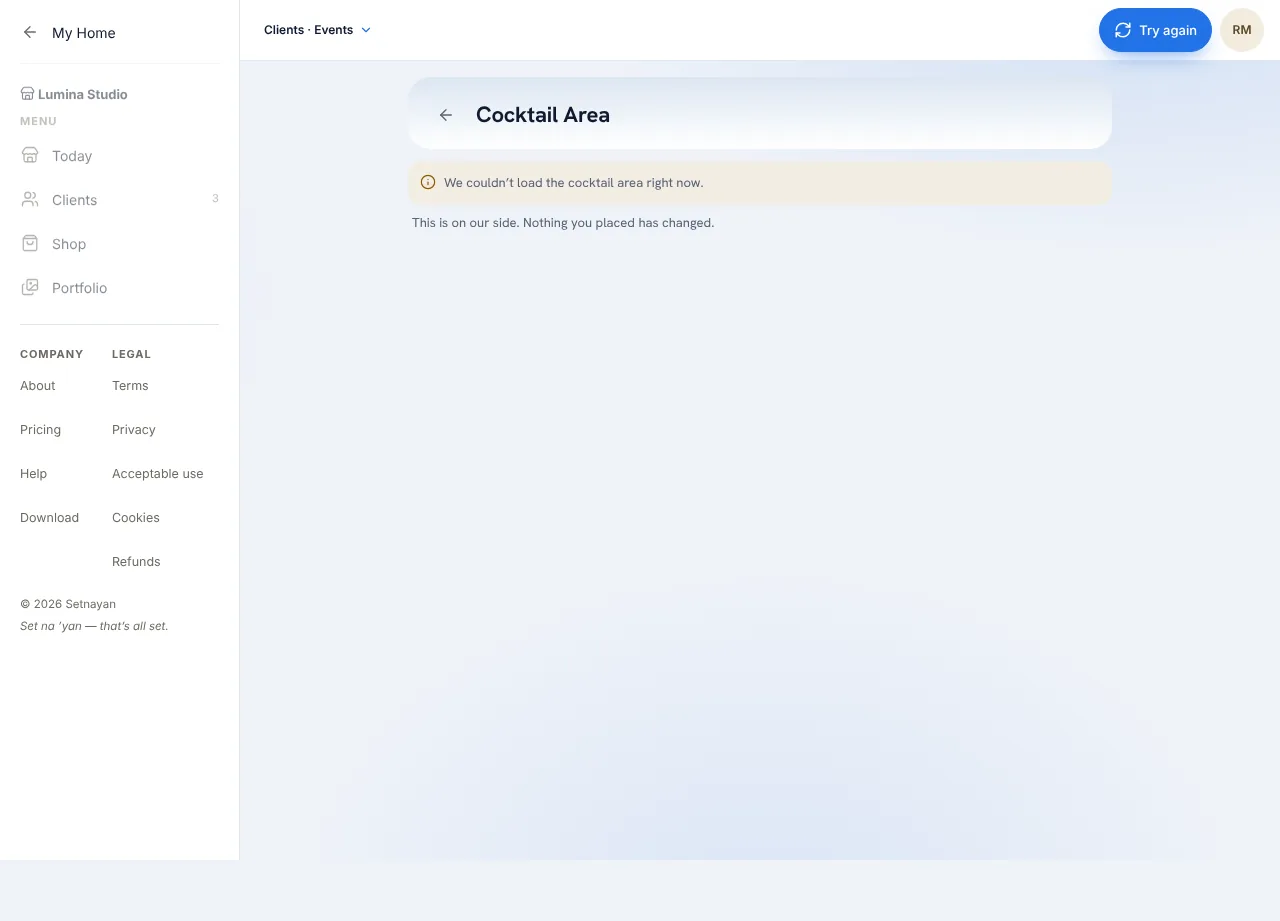 My Home
Lumina Studio
MENU
Today
Clients 3
Shop
Portfolio
COMPANY
About
Pricing
Help
Download
LEGAL
Terms
Privacy
Acceptable use
Cookies
Refunds
© 2026 Setnayan
Set na ’yan — that’s all set.
Clients · Events
Try again
RM
Cocktail Area
We couldn’t load the cocktail area right now.
This is on our side. Nothing you placed has changed.